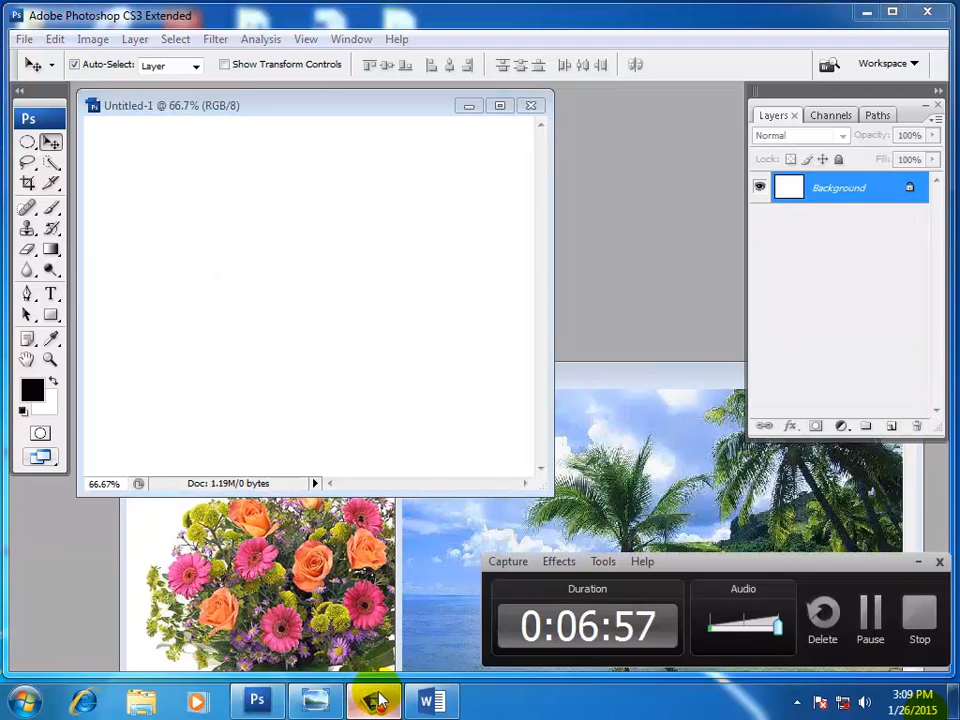 Ps Adobe Photoshop CS3 Extended
File Edit Image Layer Select Filter Analysis View Window Help
Auto-Select: Layer Show Transform Controls Workspace
Ps
Untitled-1 @ 66.7% (RGB/8)
Layers Channels Paths
Normal Opacity: 100%
Lock: Fill: 100%
Background
T
66.67% Doc: 1.19M/0 bytes
Capture Effects Tools Help
Duration Audio
0:06:57
Delete Pause Stop
Ps W 3:09 PM
1/26/2015